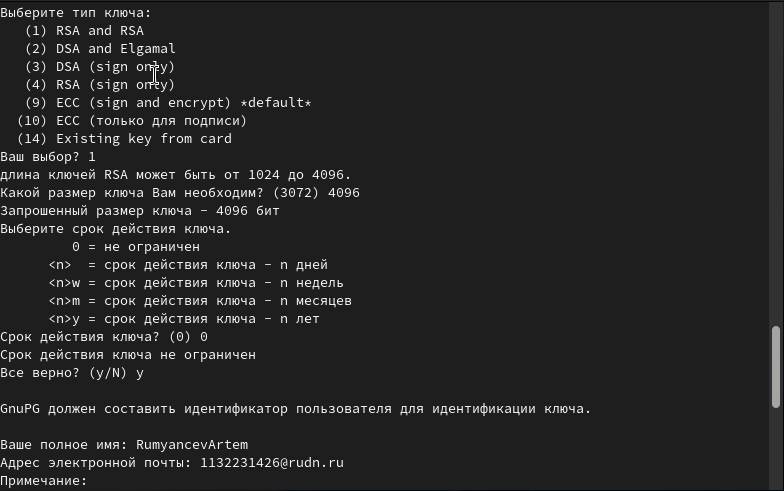 Выберите тип ключа:
   (1) RSA and RSA
   (2) DSA and Elgamal
   (3) DSA (sign only)
   (4) RSA (sign only)
   (9) ECC (sign and encrypt) *default*
  (10) ECC (только для подписи)
  (14) Existing key from card
Ваш выбор? 1
длина ключей RSA может быть от 1024 до 4096.
Какой размер ключа Вам необходим? (3072) 4096
Запрошенный размер ключа - 4096 бит
Выберите срок действия ключа.
         0 = не ограничен
      <n>  = срок действия ключа - n дней
      <n>w = срок действия ключа - n недель
      <n>m = срок действия ключа - n месяцев
      <n>y = срок действия ключа - n лет
Срок действия ключа? (0) 0
Срок действия ключа не ограничен
Все верно? (y/N) y
GnuPG должен составить идентификатор пользователя для идентификации ключа.
Ваше полное имя: RumyancevArtem
Адрес электронной почты: 1132231426@rudn.ru
Примечание: